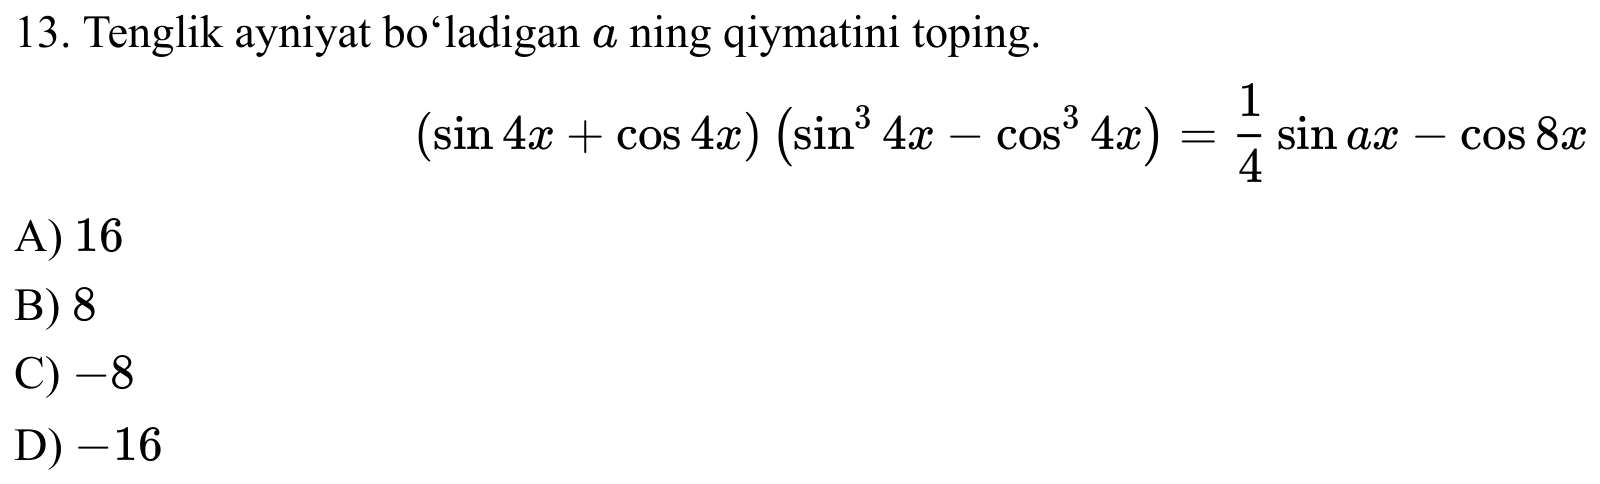 13. Tenglik ayniyat bo‘ladigan a ning qiymatini toping.
(sin 4x + cos 4x) (sin³ 4x − cos³ 4x) = 1/4 sin ax − cos 8x
A) 16
B) 8
C) −8
D) −16